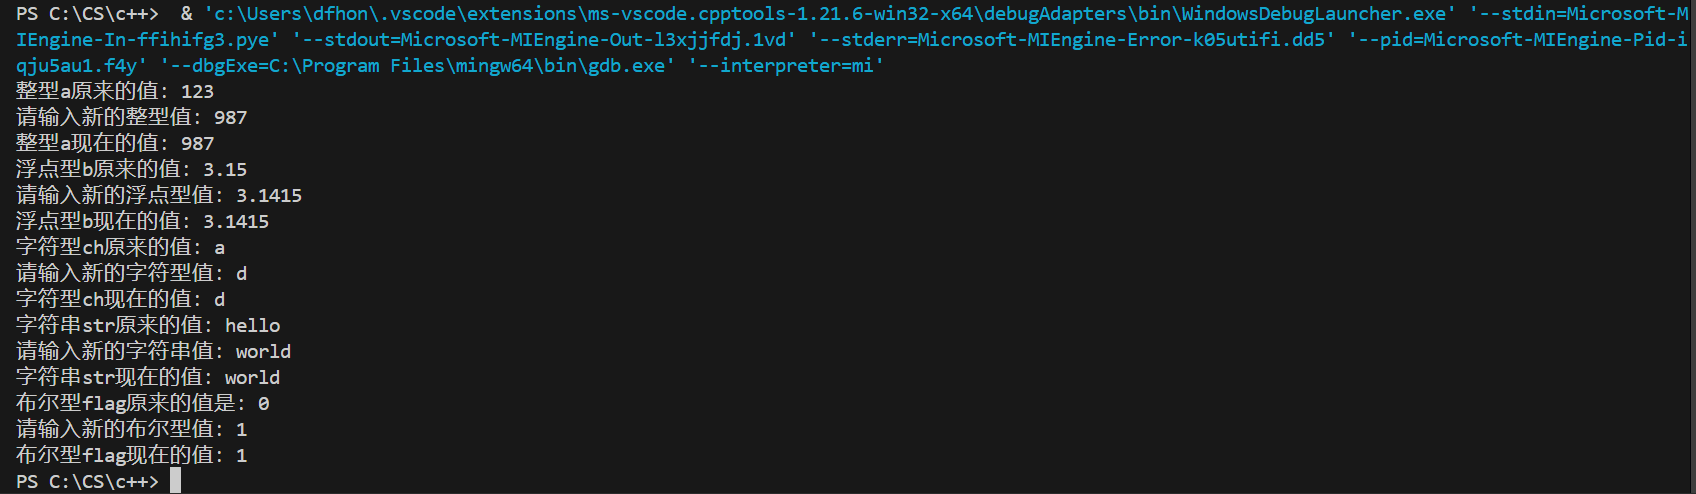 PS C:\CS\c++>  & 'c:\Users\dfhon\.vscode\extensions\ms-vscode.cpptools-1.21.6-win32-x64\debugAdapters\bin\WindowsDebugLauncher.exe' '--stdin=Microsoft-M
IEngine-In-ffihifg3.pye' '--stdout=Microsoft-MIEngine-Out-l3xjjfdj.1vd' '--stderr=Microsoft-MIEngine-Error-k05utifi.dd5' '--pid=Microsoft-MIEngine-Pid-i
qju5au1.f4y' '--dbgExe=C:\Program Files\mingw64\bin\gdb.exe' '--interpreter=mi'
整型a原来的值: 123
请输入新的整型值: 987
整型a现在的值: 987
浮点型b原来的值: 3.15
请输入新的浮点型值: 3.1415
浮点型b现在的值: 3.1415
字符型ch原来的值: a
请输入新的字符型值: d
字符型ch现在的值: d
字符串str原来的值: hello
请输入新的字符串值: world
字符串str现在的值: world
布尔型flag原来的值是: 0
请输入新的布尔型值: 1
布尔型flag现在的值: 1
PS C:\CS\c++>